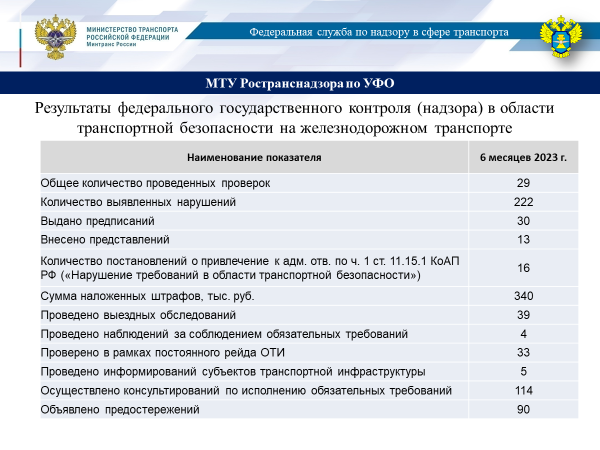 МИНИСТЕРСТВО ТРАНСПОРТА
РОССИЙСКОЙ ФЕДЕРАЦИИ
Минтранс России
Федеральная служба по надзору в сфере транспорта
МТУ Ространснадзора по УФО
Результаты федерального государственного контроля (надзора) в области
транспортной безопасности на железнодорожном транспорте
Наименование показателя 6 месяцев 2023 г.
Общее количество проведенных проверок 29
Количество выявленных нарушений 222
Выдано предписаний 30
Внесено представлений 13
Количество постановлений о привлечение к адм. отв. по ч. 1 ст. 11.15.1 КоАП
РФ («Нарушение требований в области транспортной безопасности») 16
Сумма наложенных штрафов, тыс. руб. 340
Проведено выездных обследований 39
Проведено наблюдений за соблюдением обязательных требований 4
Проверено в рамках постоянного рейда ОТИ 33
Проведено информирований субъектов транспортной инфраструктуры 5
Осуществлено консультирований по исполнению обязательных требований 114
Объявлено предостережений 90